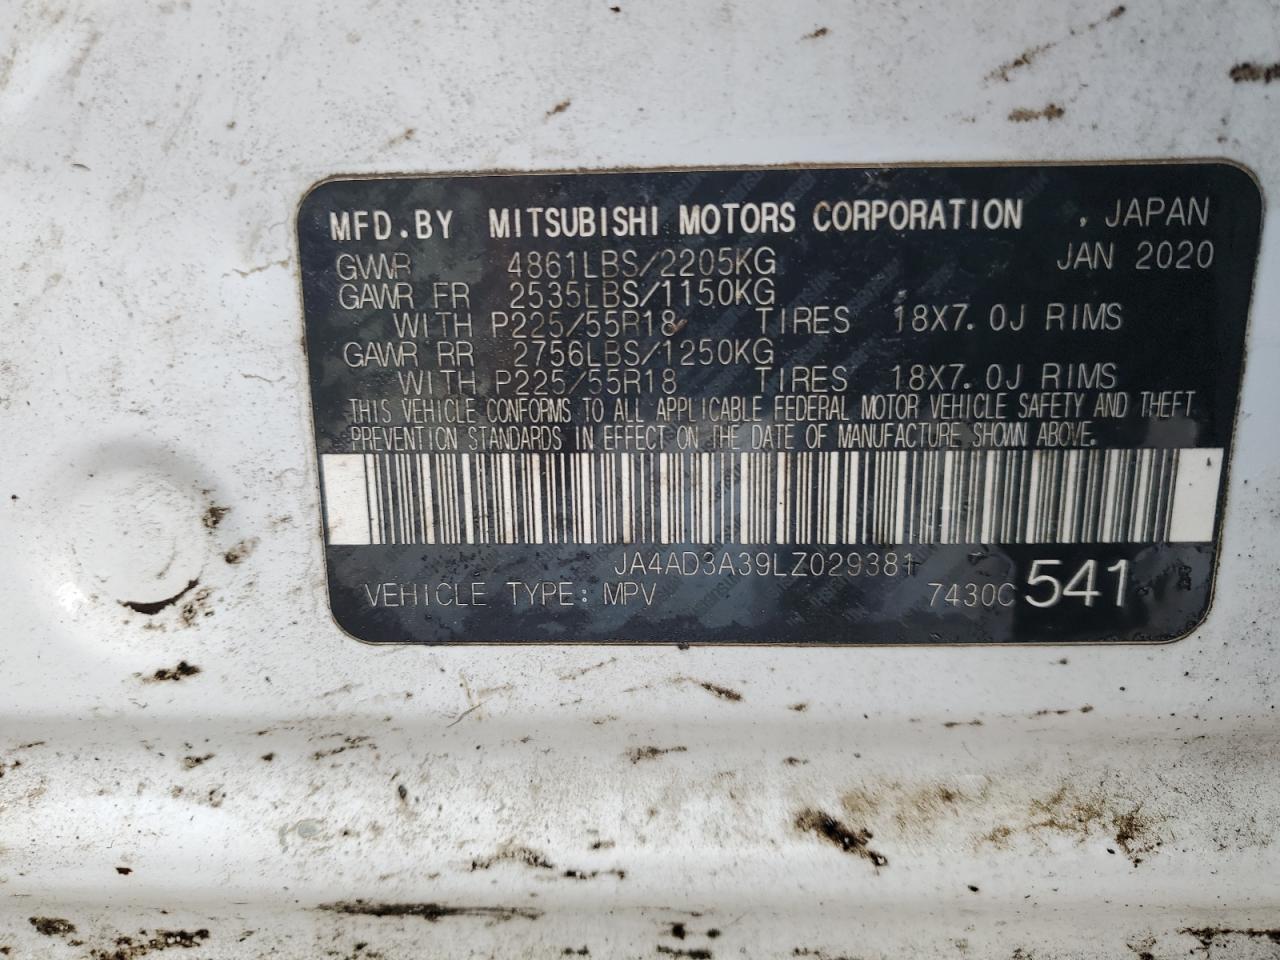 MFD.BY MITSUBISHI MOTORS CORPORATION , JAPAN
GVWR 4861LBS/2205KG JAN 2020
GAWR FR 2535LBS/1150KG
WITH P225/55R18 TIRES 18X7.0J RIMS
GAWR RR 2756LBS/1250KG
WITH P225/55R18 TIRES 18X7.0J RIMS
THIS VEHICLE CONFORMS TO ALL APPLICABLE FEDERAL MOTOR VEHICLE SAFETY AND THEFT
PREVENTION STANDARDS IN EFFECT ON THE DATE OF MANUFACTURE SHOWN ABOVE.
JA4AD3A39LZ029381
VEHICLE TYPE: MPV 7430C 541